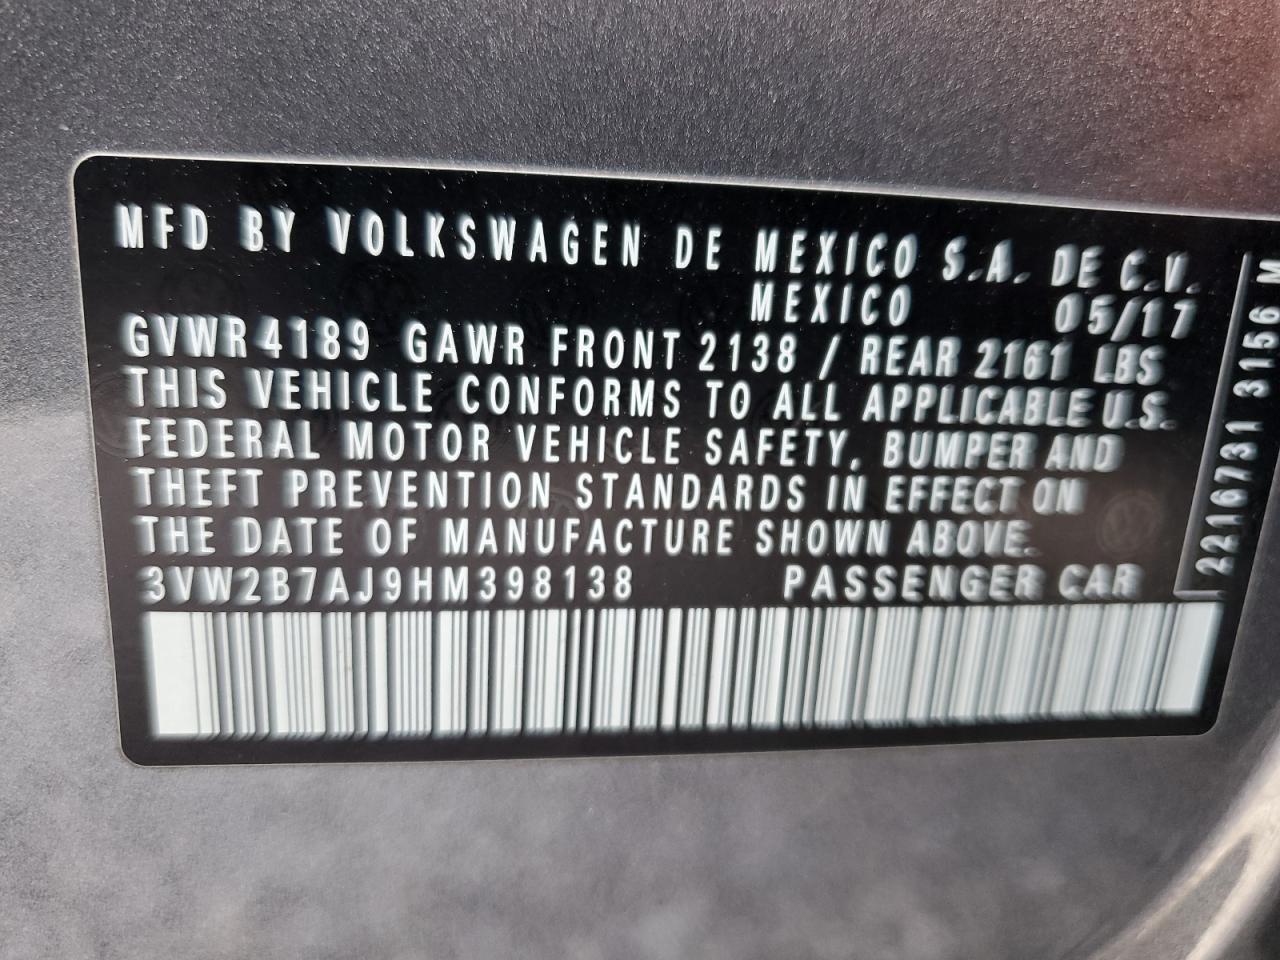 MFD BY VOLKSWAGEN DE MEXICO S.A. DE C.V.
MEXICO 05/17
GVWR 4189 GAWR FRONT 2138 / REAR 2161 LBS
THIS VEHICLE CONFORMS TO ALL APPLICABLE U.S.
FEDERAL MOTOR VEHICLE SAFETY, BUMPER AND
THEFT PREVENTION STANDARDS IN EFFECT ON
THE DATE OF MANUFACTURE SHOWN ABOVE.
3VW2B7AJ9HM398138 PASSENGER CAR
2216731 3156 M